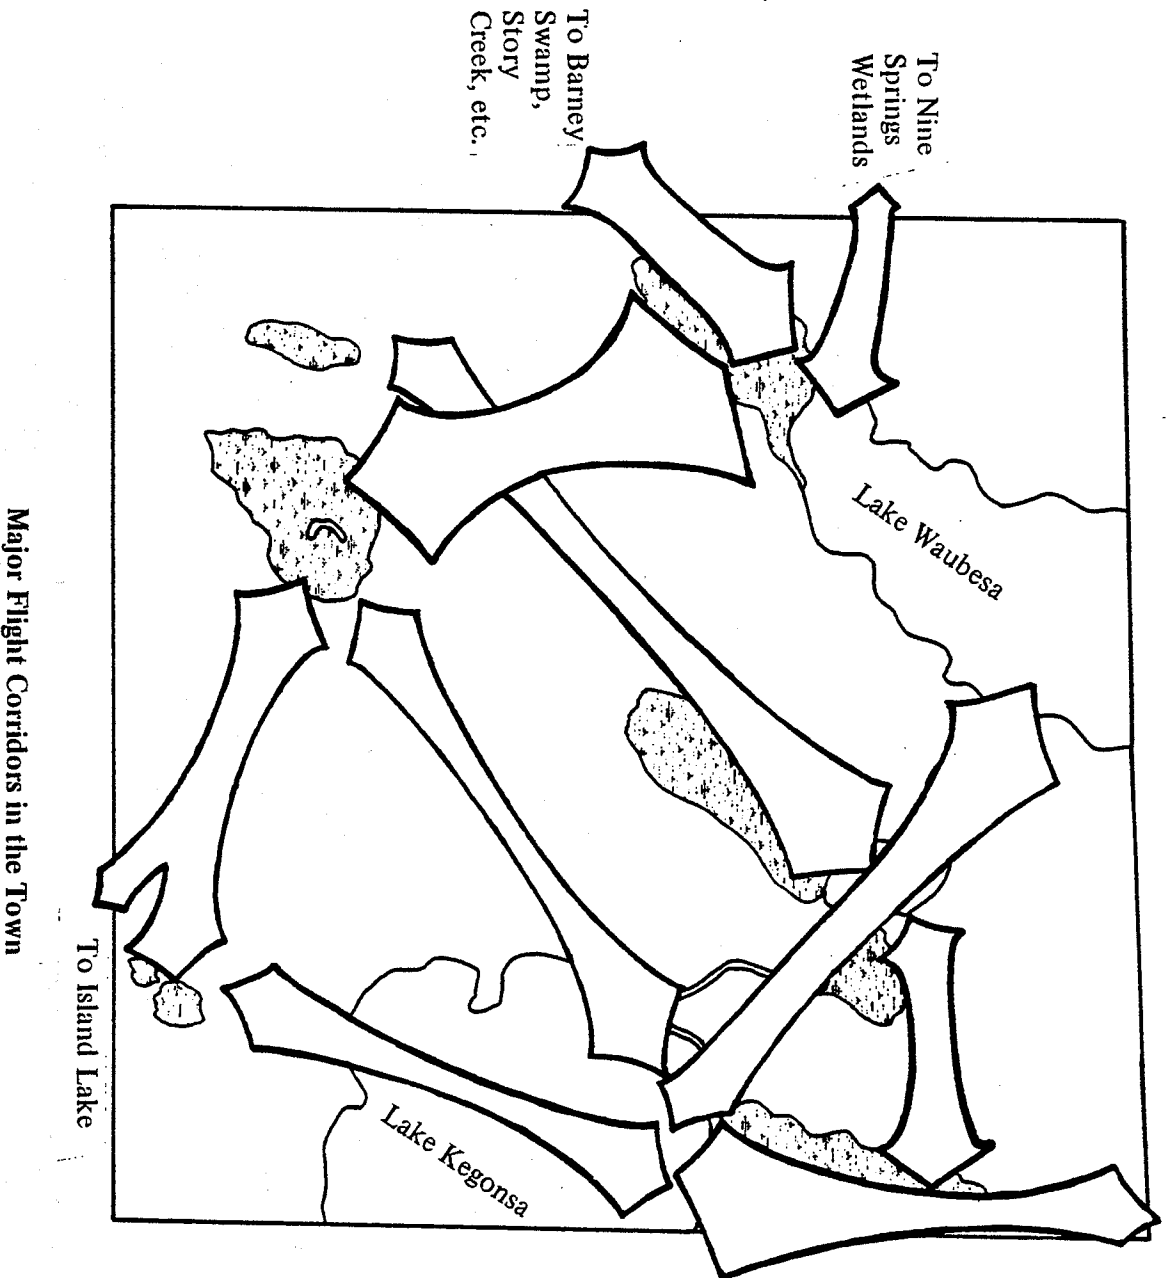 To Nine
Springs
Wetlands
To Barney
Swamp,
Story
Creek, etc.
Lake Waubesa
Lake Kegonsa
To Island Lake
Major Flight Corridors in the Town